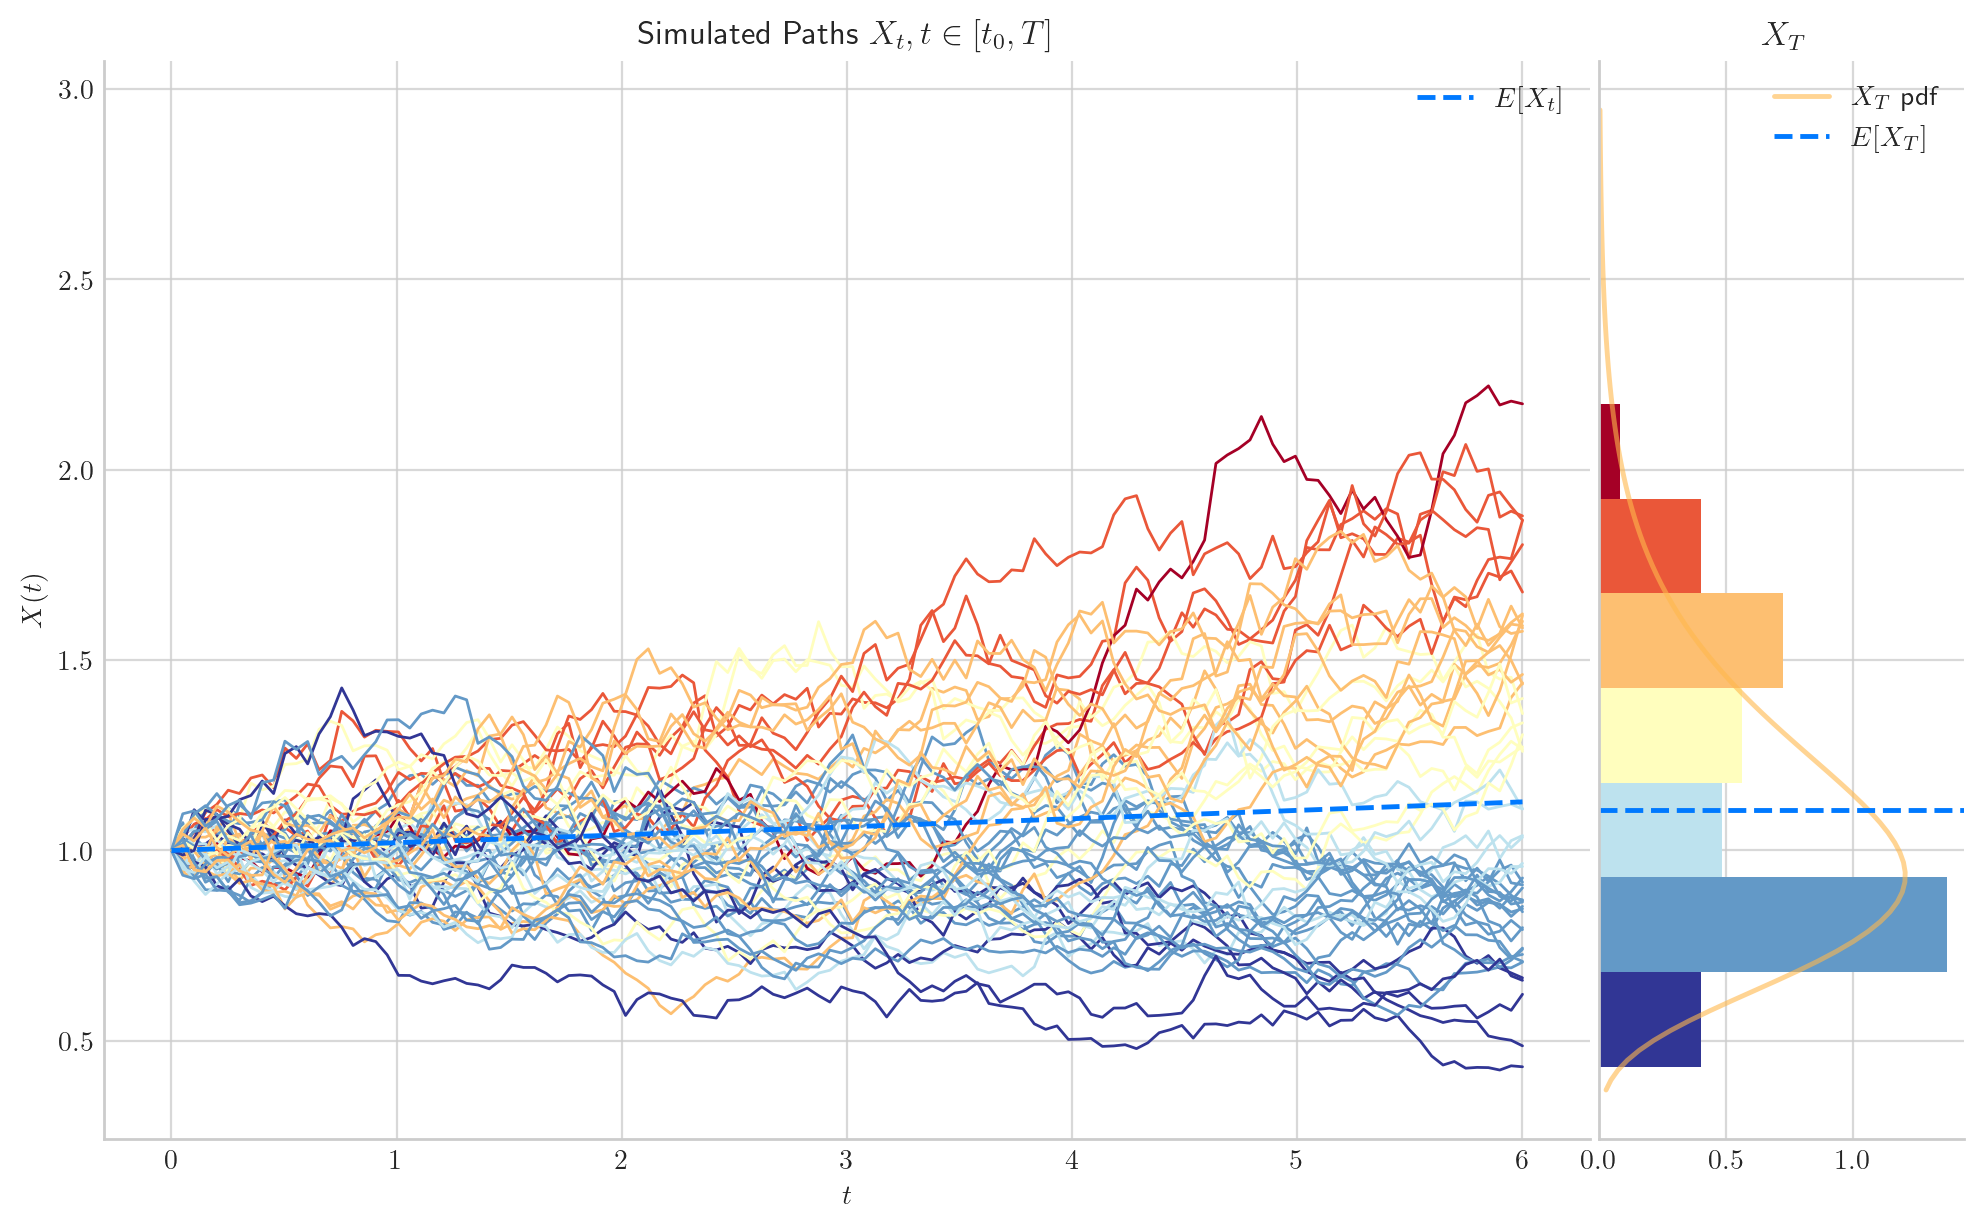 Simulated Paths $X_t, t \in [t_0, T]$
$X_T$
$E[X_t]$
$X_T$ pdf
$E[X_T]$
3.0
2.5
2.0
1.5
1.0
0.5
$X(t)$
0 1 2 3 4 5 6
$t$
0.0 0.5 1.0